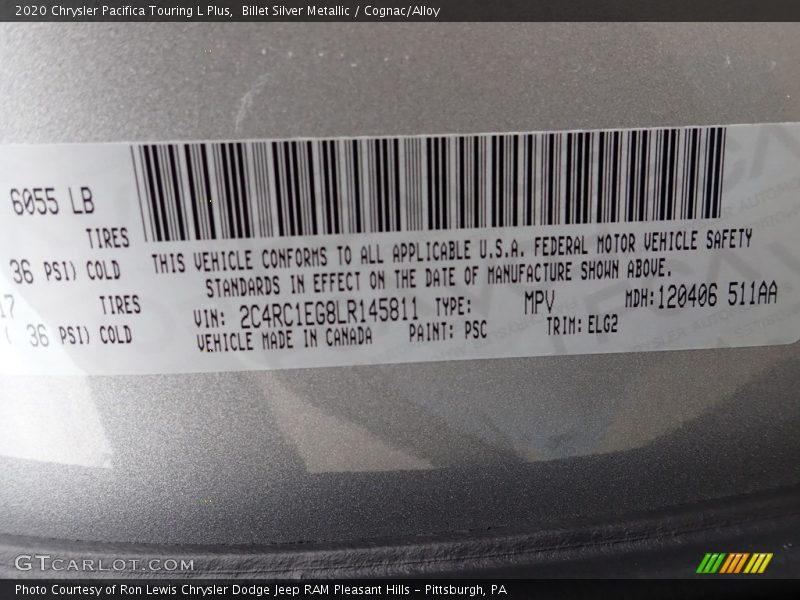 2020 Chrysler Pacifica Touring L Plus,  Billet Silver Metallic / Cognac/Alloy
6055 LB
TIRES
36 PSI) COLD
THIS VEHICLE CONFORMS TO ALL APPLICABLE U.S.A. FEDERAL MOTOR VEHICLE SAFETY
STANDARDS IN EFFECT ON THE DATE OF MANUFACTURE SHOWN ABOVE.
17 TIRES
VIN: 2C4RC1EG8LR145811 TYPE: MPV MDH:120406 511AA
( 36 PSI) COLD
VEHICLE MADE IN CANADA PAINT: PSC TRIM: ELG2
GTCARLOT.COM
Photo Courtesy of Ron Lewis Chrysler Dodge Jeep RAM Pleasant Hills - Pittsburgh, PA